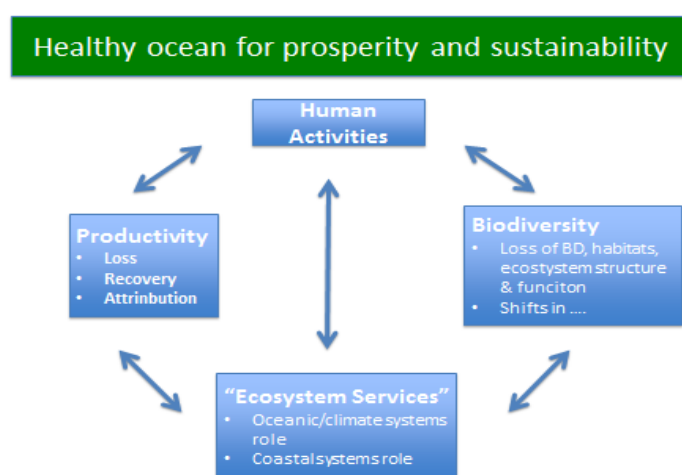 Healthy ocean for prosperity and sustainability
Human
Activities
Productivity
• Loss
• Recovery
• Attrinbution
Biodiversity
• Loss of BD, habitats,
ecostystem structure
& funciton
• Shifts in ....
“Ecosystem Services”
• Oceanic/climate systems
role
• Coastal systems role